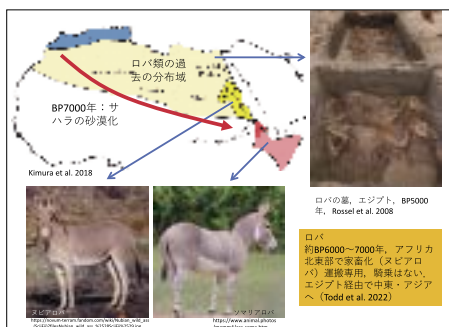 ロバ類の過
去の分布域
BP7000年：サ
ハラの砂漠化
Kimura et al. 2018
ロバの墓，エジプト，BP5000
年，Rossel et al. 2008
ロバ
約BP6000～7000年，アフリカ
北東部で家畜化（ヌビアロ
バ）運搬専用，騎乗はない．
エジプト経由で中東・アジア
へ（Todd et al. 2022）
ヌビアロバ
ソマリアロバ
https://www.animal.photos